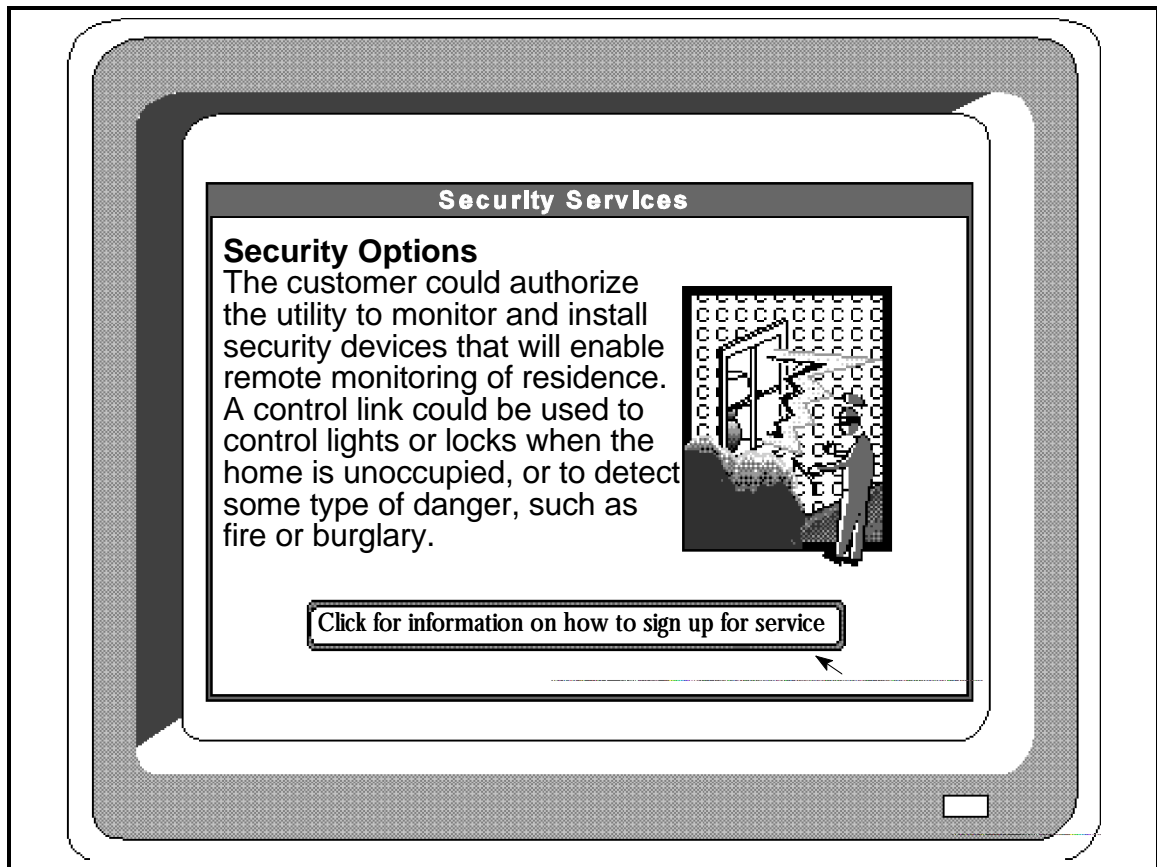 Security Services
Security Options
The customer could authorize
the utility to monitor and install
security devices that will enable
remote monitoring of residence.
A control link could be used to
control lights or locks when the
home is unoccupied, or to detect
some type of danger, such as
fire or burglary.
Click for information on how to sign up for service